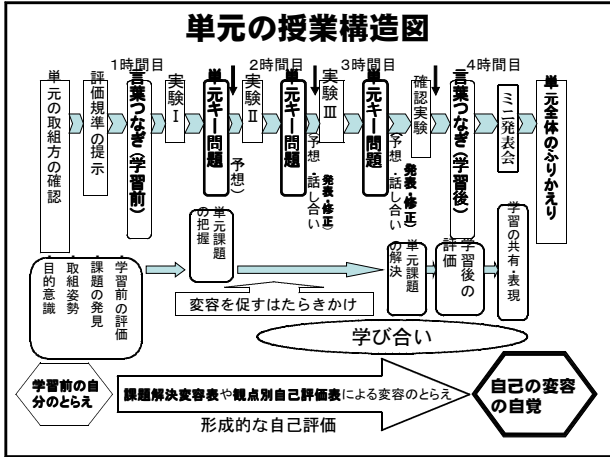 単元の授業構造図
1時間目
2時間目
3時間目
4時間目
単元の取組方の確認
評価規準の提示
言葉つなぎ(学習前)
実験Ⅰ
単元キー問題
(予想)
実験Ⅱ
単元キー問題
(予想・話し合い
発表・修正)
実験Ⅲ
単元キー問題
(予想・話し合い
発表・修正)
確認実験
言葉つなぎ(学習後)
ミニ発表会
単元全体のふりかえり
学習前の評価
・課題の発見
・取組姿勢
・目的意識
単元課題
の把握
単元課題
の解決
学習後の
評価
学習の共有・表現
変容を促すはたらきかけ
学び合い
学習前の自
分のとらえ
課題解決変容表や観点別自己評価表による変容のとらえ
形成的な自己評価
自己の変容
の自覚